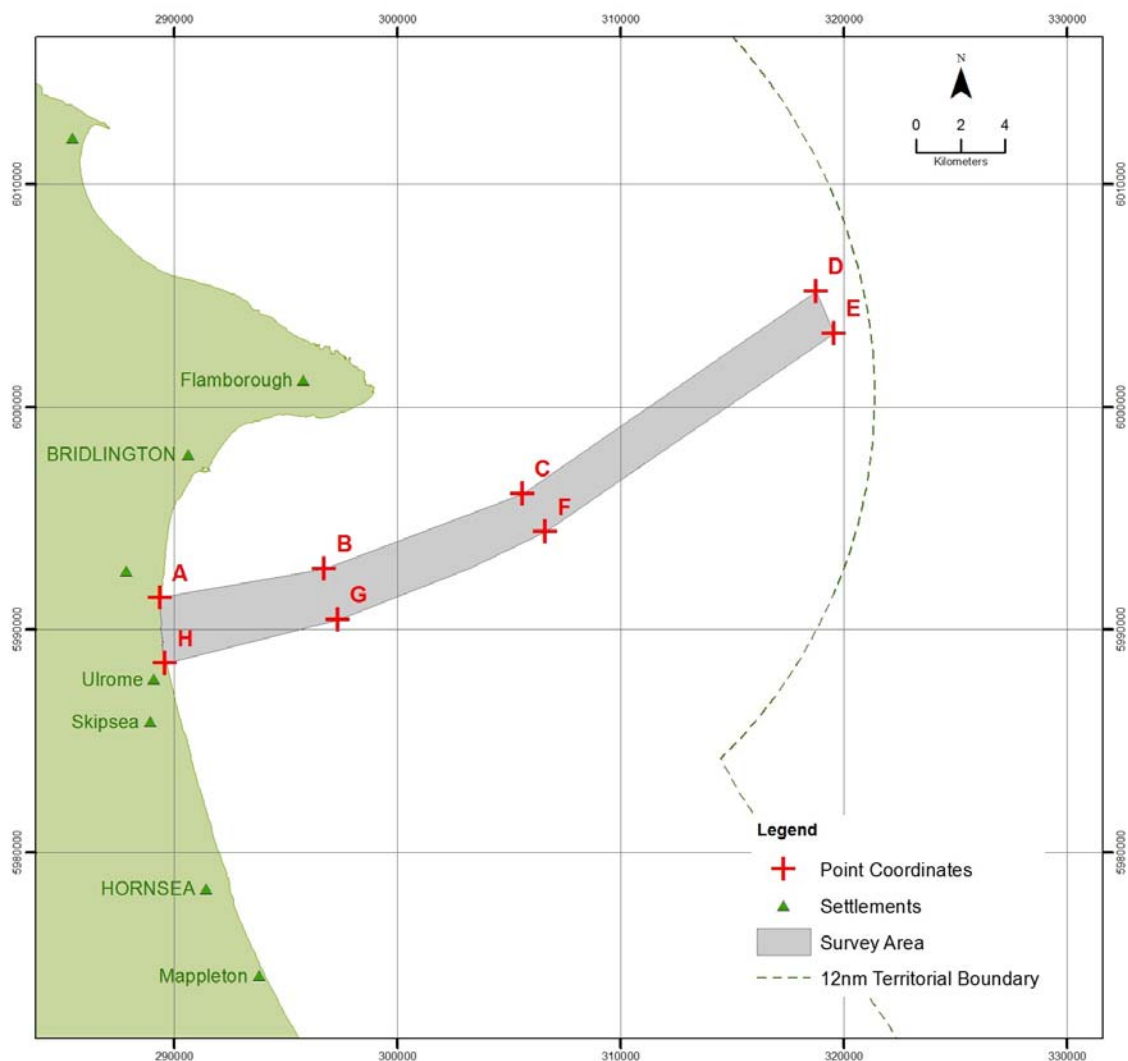 290000 300000 310000 320000 330000
N
0 2 4
Kilometers
6010000 6010000
D
E
Flamborough
6000000 6000000
BRIDLINGTON
C
F
B
A
G
5990000 5990000
H
Ulrome
Skipsea
Legend
5980000 5980000
Point Coordinates
HORNSEA
Settlements
Survey Area
Mappleton
12nm Territorial Boundary
290000 300000 310000 320000 330000